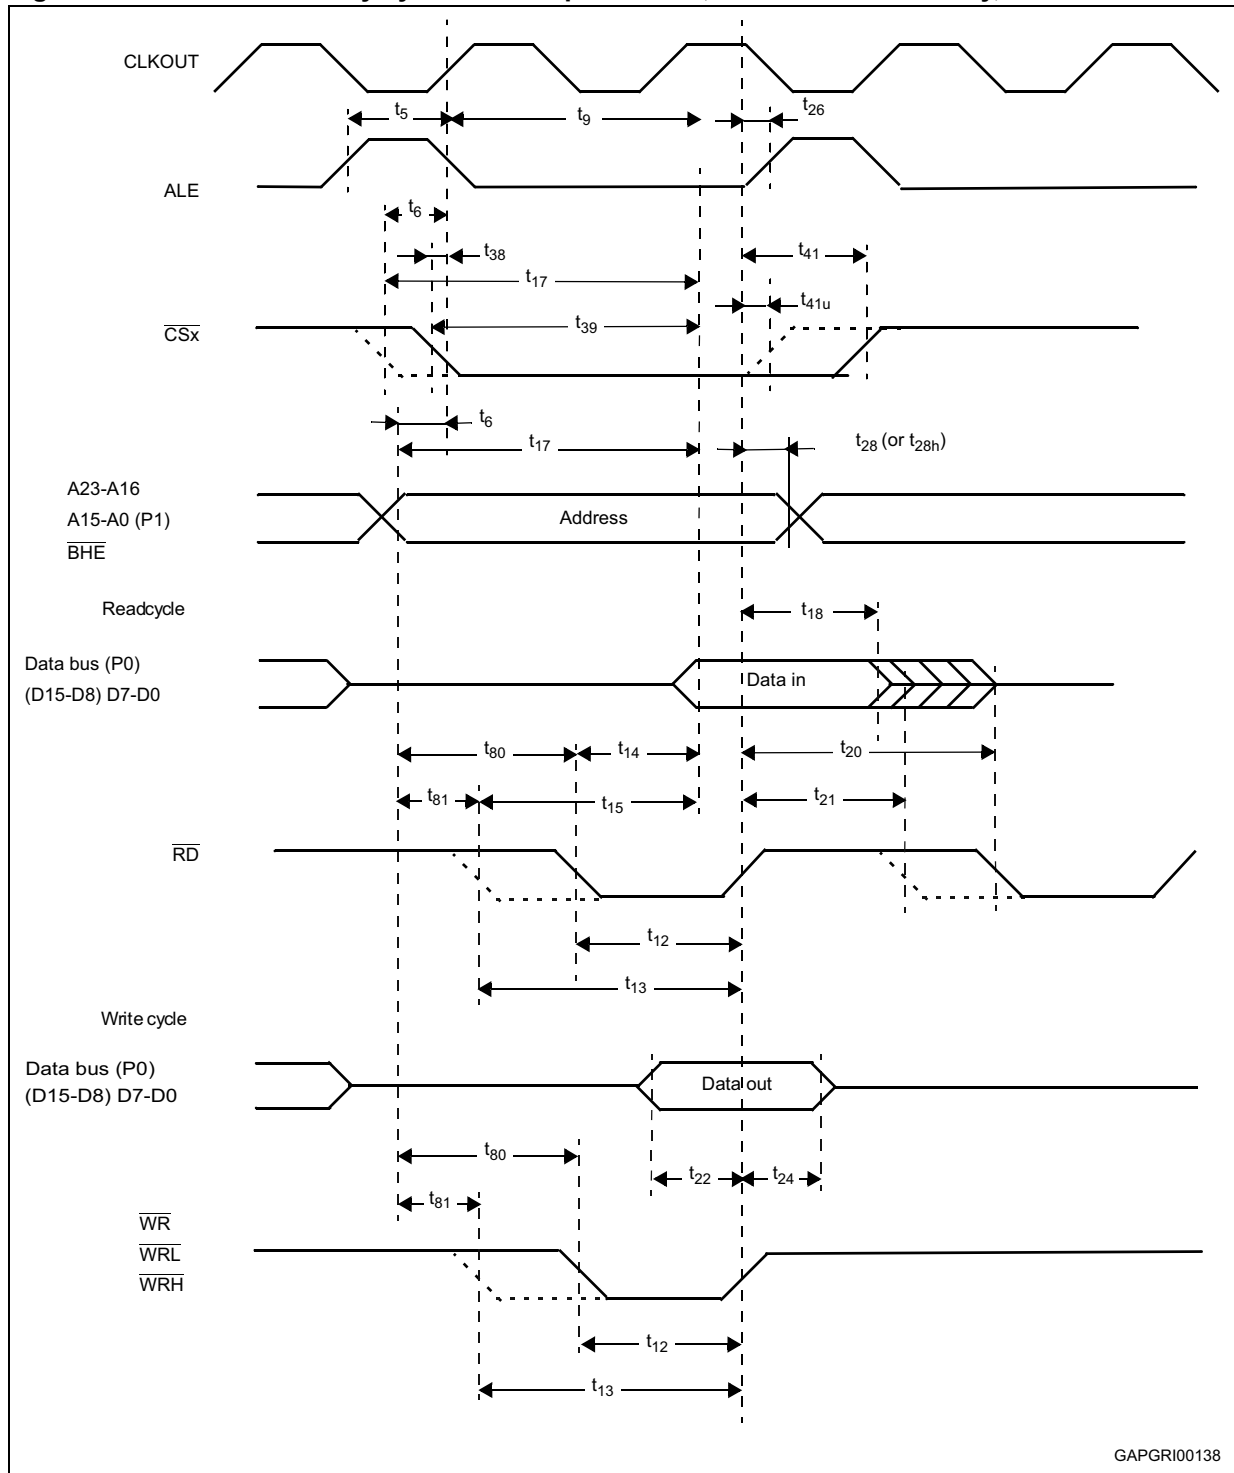 CLKOUT
t5
t9
t26
ALE
t6
t38
t41
t17
t41u
CSx
t39
t6
t17
t28 (or t28h)
A23-A16
A15-A0 (P1)
Address
BHE
Readcycle
t18
Data bus (P0)
(D15-D8) D7-D0
Data in
t80
t14
t20
t81
t15
t21
RD
t12
t13
Write cycle
Data bus (P0)
(D15-D8) D7-D0
Data out
t80
t22
t24
t81
WR
WRL
WRH
t12
t13
GAPGRI00138